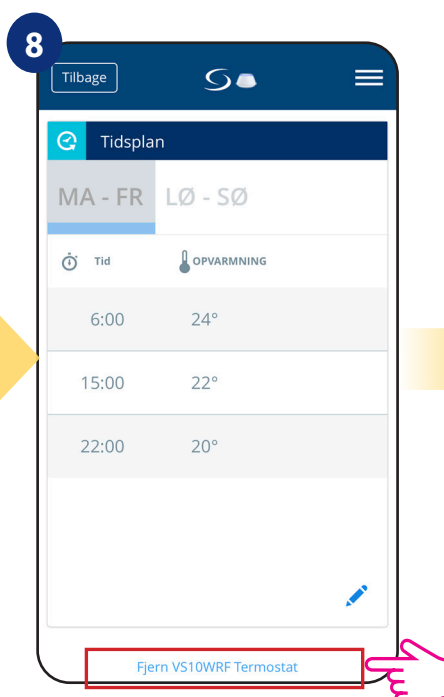 8
Tilbage
Tidsplan
MA - FR LØ - SØ
Tid OPVARMNING
6:00 24°
15:00 22°
22:00 20°
Fjern VS10WRF Termostat